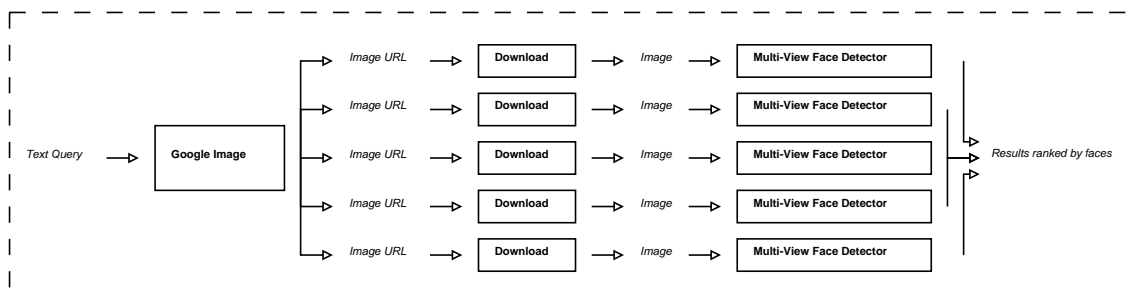 Image URL Download Image Multi-View Face Detector
Image URL Download Image Multi-View Face Detector
Text Query Google Image Image URL Download Image Multi-View Face Detector Results ranked by faces
Image URL Download Image Multi-View Face Detector
Image URL Download Image Multi-View Face Detector